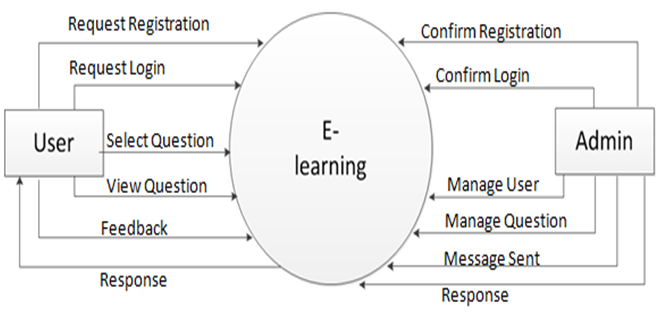 Request Registration
Confirm Registration
Request Login
Confirm Login
User
Select Question
E-
learning
Admin
View Question
Manage User
Feedback
Manage Question
Message Sent
Response
Response